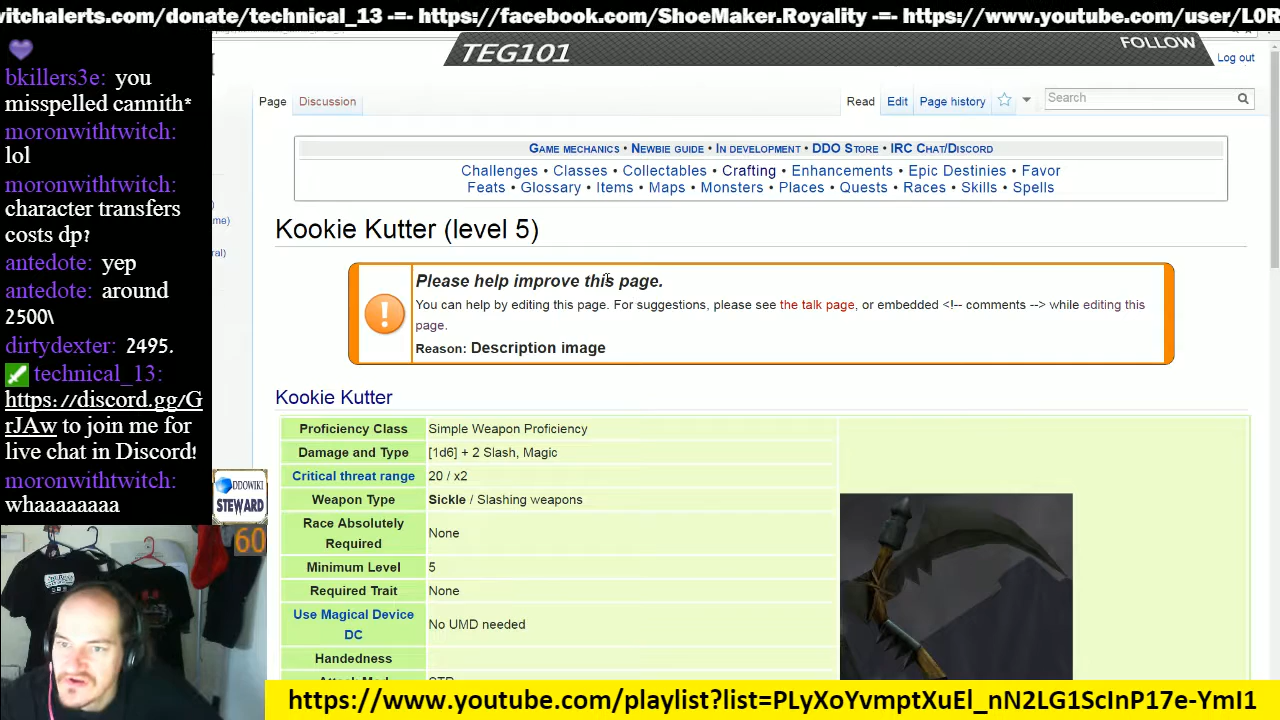 witchalerts.com/donate/technical_13 -=- https://facebook.com/ShoeMaker.Royality -=- https://www.youtube.com/user/L0R
TEG101
FOLLOW
Log out
bkillers3e: you
misspelled cannith*
moronwithtwitch:
lol
moronwithtwitch:
character transfers
costs dp?
antedote: yep
antedote: around
2500\
dirtydexter: 2495.
technical_13:
https://discord.gg/G
rJAw to join me for
live chat in Discord!
moronwithtwitch:
whaaaaaaaa
DDOWIKI
STEWARD
60
me)
ral)
Page Discussion Read Edit Page history Search
Game mechanics • Newbie guide • In development • DDO Store • IRC Chat/Discord
Challenges • Classes • Collectables • Crafting • Enhancements • Epic Destinies • Favor
Feats • Glossary • Items • Maps • Monsters • Places • Quests • Races • Skills • Spells
Kookie Kutter (level 5)
Please help improve this page.
You can help by editing this page. For suggestions, please see the talk page, or embedded <!-- comments --> while editing this
page.
Reason: Description image
Kookie Kutter
Proficiency Class Simple Weapon Proficiency
Damage and Type [1d6] + 2 Slash, Magic
Critical threat range 20 / x2
Weapon Type Sickle / Slashing weapons
Race Absolutely
Required None
Minimum Level 5
Required Trait None
Use Magical Device
DC No UMD needed
Handedness
https://www.youtube.com/playlist?list=PLyXoYvmptXuEl_nN2LG1ScInP17e-YmI1